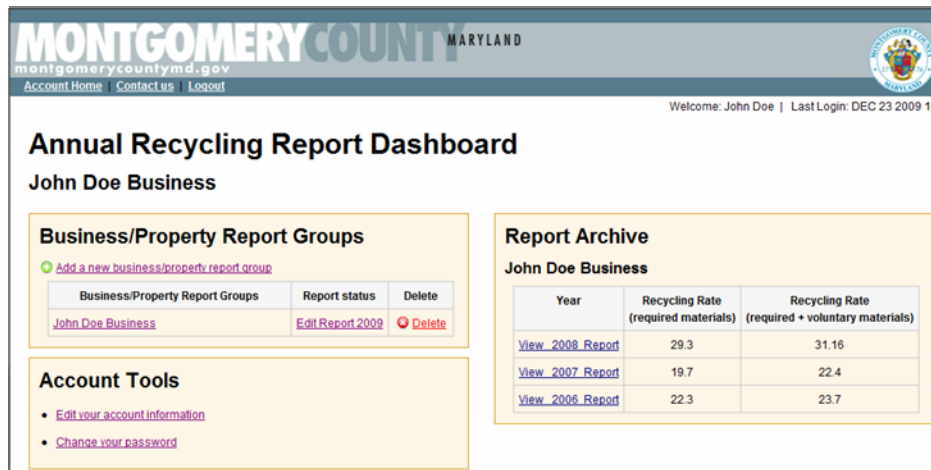 MONTGOMERY COUNTY MARYLAND
montgomerycountymd.gov
Account Home | Contact us | Logout
Welcome: John Doe | Last Login: DEC 23 2009 1
Annual Recycling Report Dashboard
John Doe Business
Business/Property Report Groups
Add a new business/property report group
Business/Property Report Groups Report status Delete
John Doe Business Edit Report 2009 Delete
Account Tools
• Edit your account information
• Change your password
Report Archive
John Doe Business
Year Recycling Rate (required materials) Recycling Rate (required + voluntary materials)
View 2008 Report 29.3 31.16
View 2007 Report 19.7 22.4
View 2006 Report 22.3 23.7